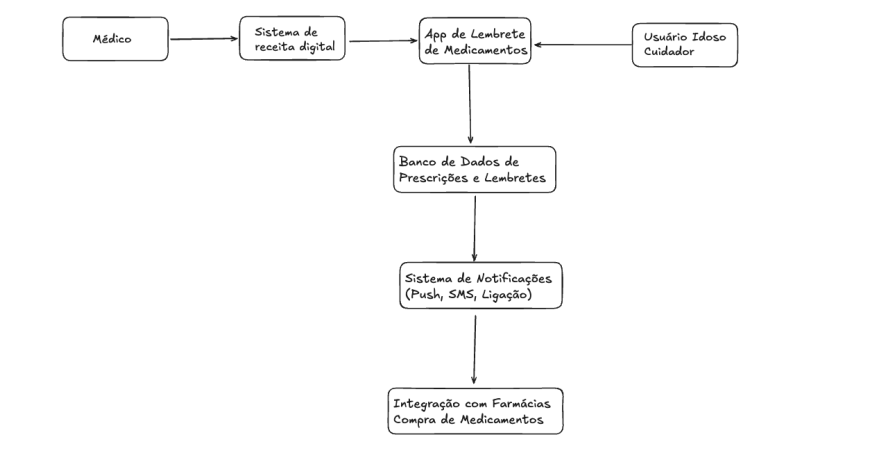 Médico
Sistema de
receita digital
App de Lembrete
de Medicamentos
Usuário Idoso
Cuidador
Banco de Dados de
Prescrições e Lembretes
Sistema de Notificações
(Push, SMS, Ligação)
Integração com Farmácias
Compra de Medicamentos